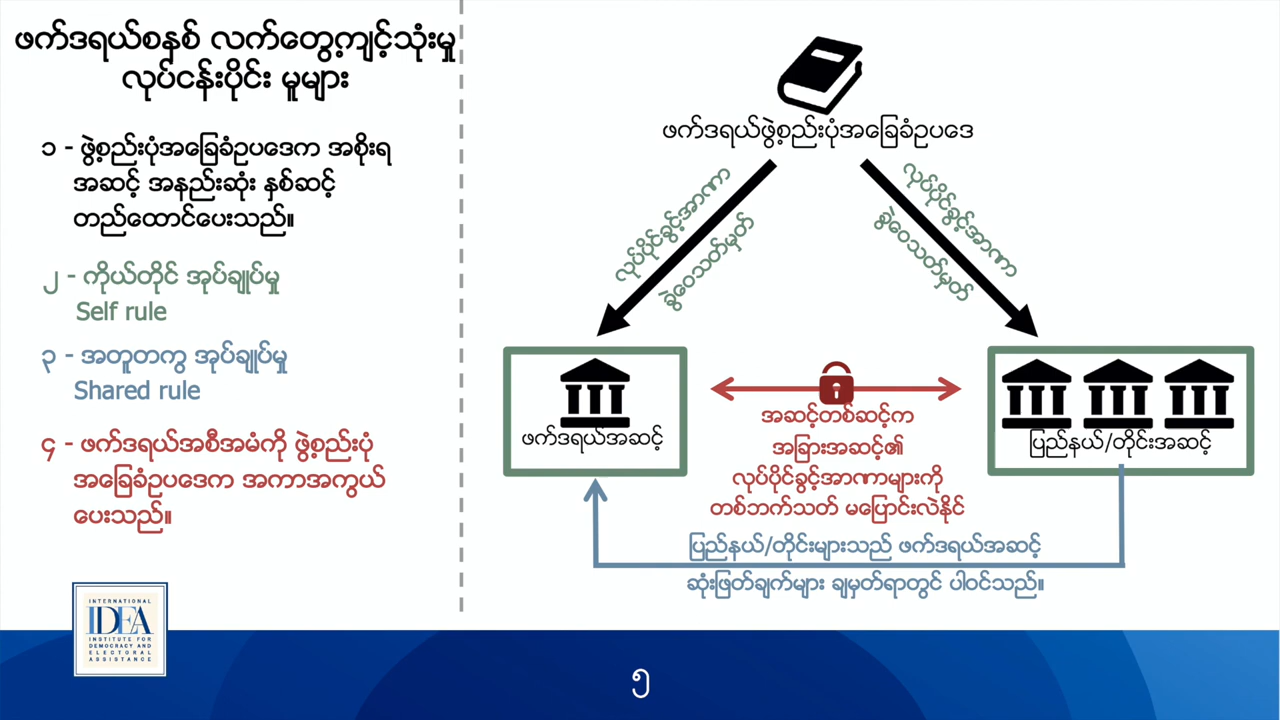 ဖက်ဒရယ်စနစ် လက်တွေ့ကျင့်သုံးမှု
လုပ်ငန်းပိုင်း မူများ
၁ - ဖွဲ့စည်းပုံအခြေခံဥပဒေက အစိုးရ
အဆင့် အနည်းဆုံး နှစ်ဆင့်
တည်ထောင်ပေးသည်။
၂ - ကိုယ်တိုင် အုပ်ချုပ်မှု
Self rule
၃ - အတူတကွ အုပ်ချုပ်မှု
Shared rule
၄ - ဖက်ဒရယ်အစီအမံကို ဖွဲ့စည်းပုံ
အခြေခံဥပဒေက အကာအကွယ်
ပေးသည်။
ဖက်ဒရယ်ဖွဲ့စည်းပုံအခြေခံဥပဒေ
လုပ်ပိုင်ခွင့်အာဏာ
ခွဲဝေသတ်မှတ်
လုပ်ပိုင်ခွင့်အာဏာ
ခွဲဝေသတ်မှတ်
ဖက်ဒရယ်အဆင့်
အဆင့်တစ်ဆင့်က
အခြားအဆင့်၏
လုပ်ပိုင်ခွင့်အာဏာများကို
တစ်ဘက်သတ် မပြောင်းလဲနိုင်
ပြည်နယ်/တိုင်းအဆင့်
ပြည်နယ်/တိုင်းများသည် ဖက်ဒရယ်အဆင့်
ဆုံးဖြတ်ချက်များ ချမှတ်ရာတွင် ပါဝင်သည်။
INTERNATIONAL
IDEA
INSTITUTE FOR
DEMOCRACY AND
ELECTORAL
ASSISTANCE
၅